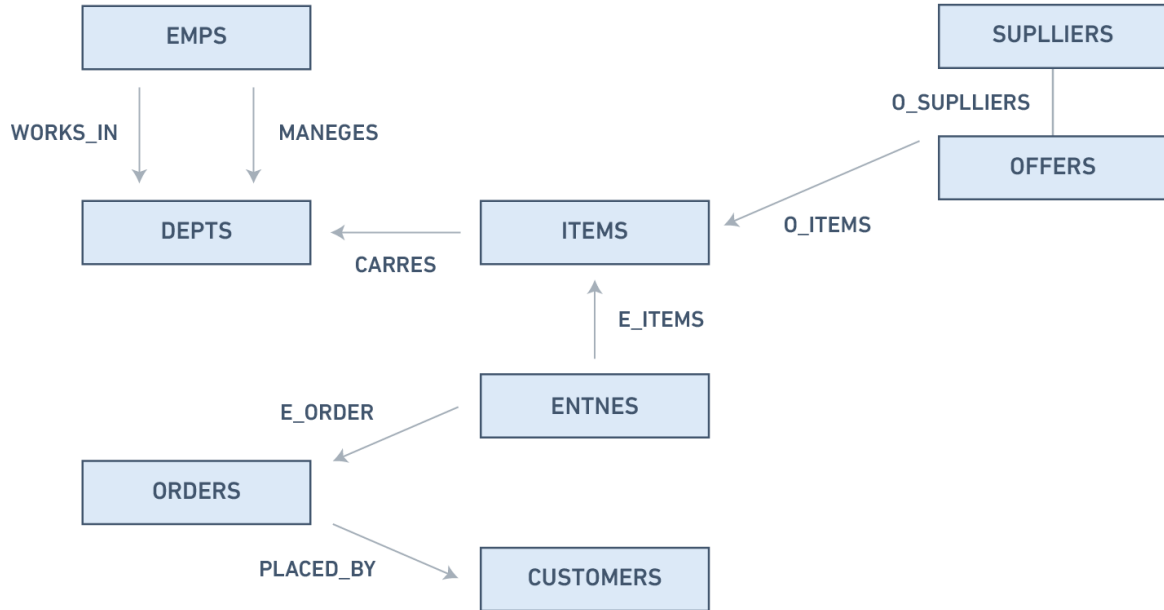 EMPS
SUPLLIERS
O_SUPLLIERS
WORKS_IN
MANEGES
OFFERS
DEPTS
ITEMS
O_ITEMS
CARRES
E_ITEMS
E_ORDER
ENTNES
ORDERS
PLACED_BY
CUSTOMERS